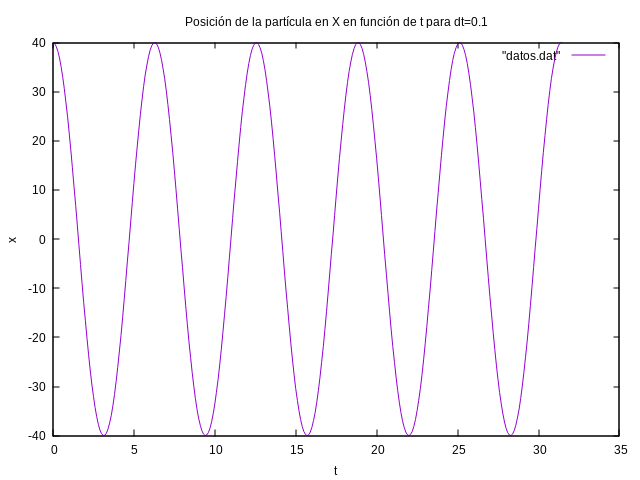 Posición de la partícula en X en función de t para dt=0.1
"datos.dat"
40
30
20
10
0
-10
-20
-30
-40
x
0 5 10 15 20 25 30 35
t